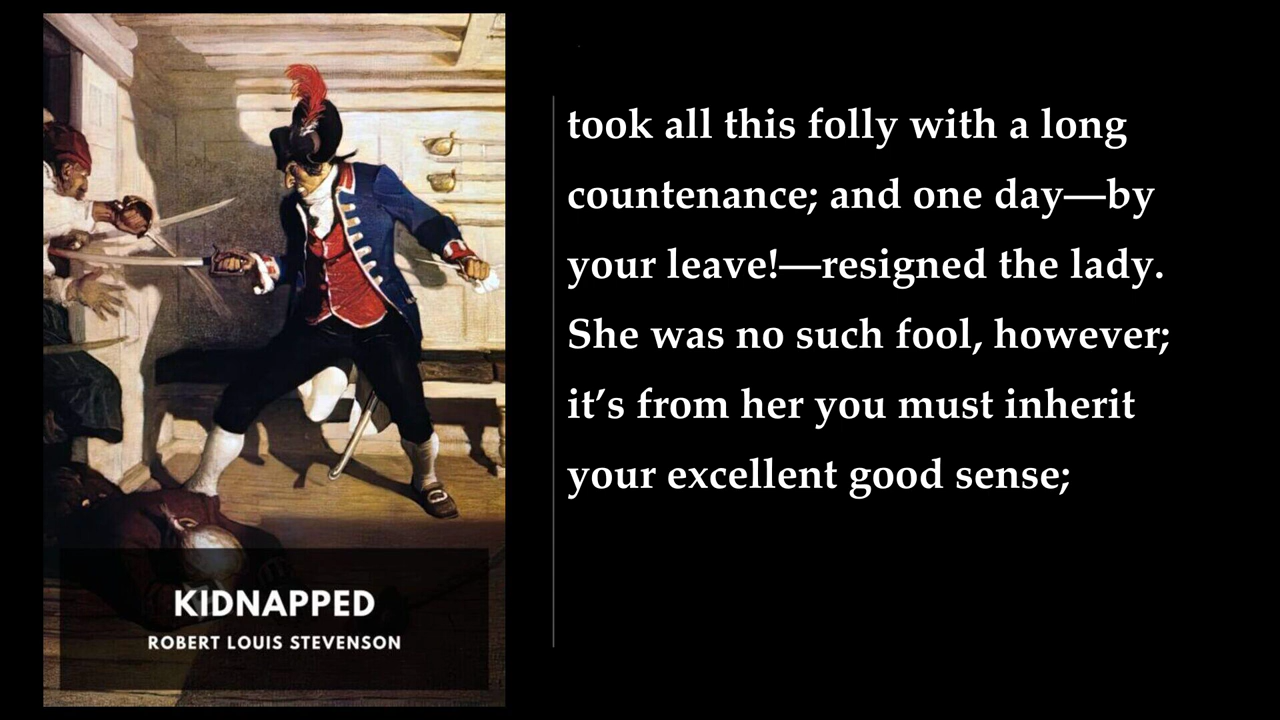 KIDNAPPED
ROBERT LOUIS STEVENSON
took all this folly with a long
countenance; and one day—by
your leave!—resigned the lady.
She was no such fool, however;
it’s from her you must inherit
your excellent good sense;